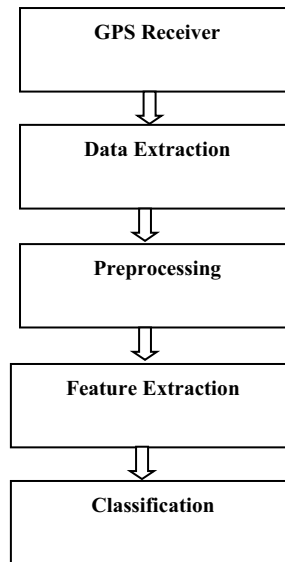 GPS Receiver
Data Extraction
Preprocessing
Feature Extraction
Classification